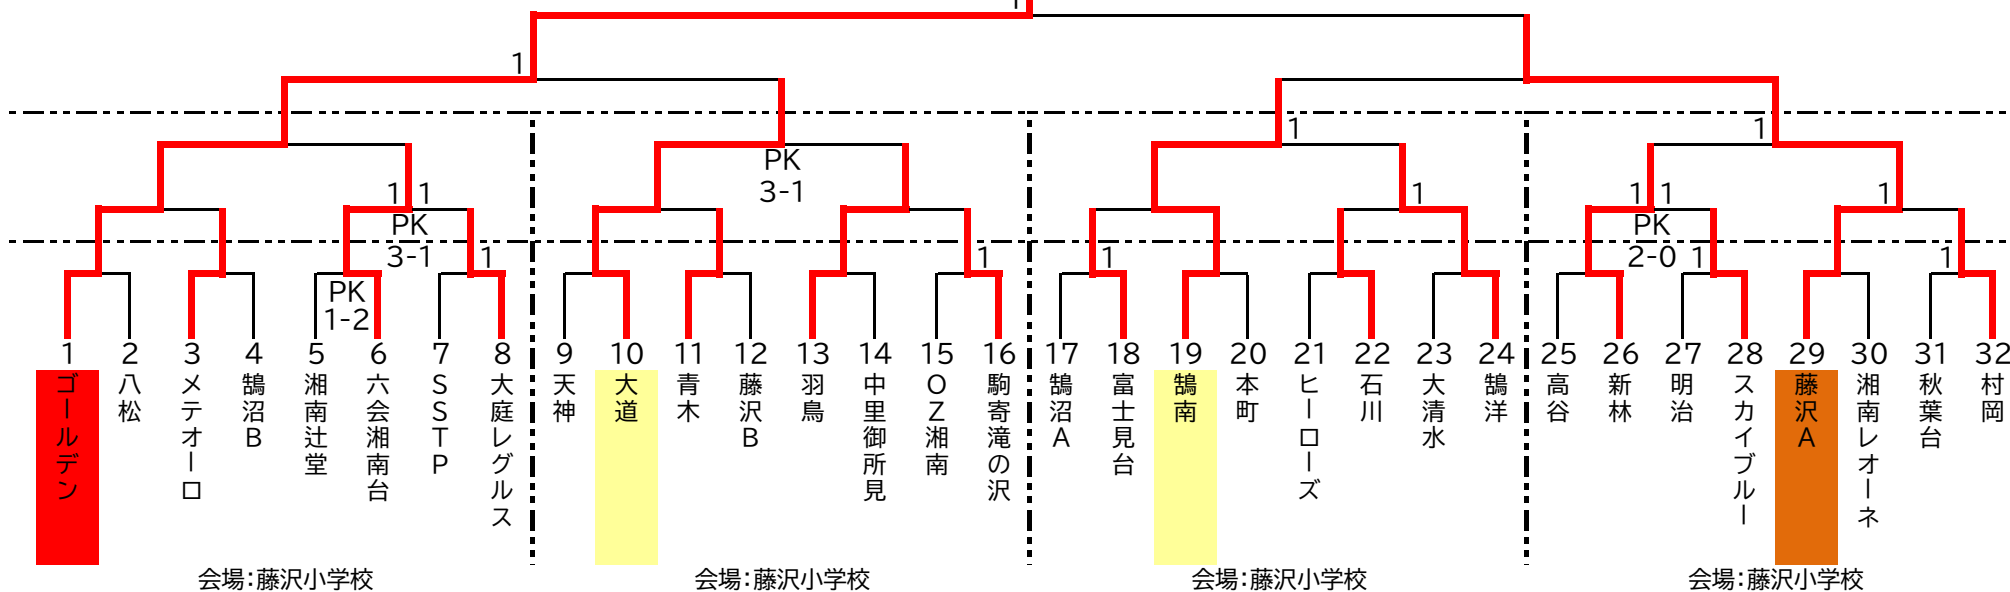 1
1
1
1
PK
3-1
1 1
1
1 1
1
PK
3-1
PK
2-0
1
1
1
1
1
PK
1-2
1 2 3 4 5 6 7 8 9 10 11 12 13 14 15 16 17 18 19 20 21 22 23 24 25 26 27 28 29 30 31 32
ゴールデン
八松
メテオーロ
鵠沼B
湘南辻堂
六会湘南台
SSTP
大庭レグルス
天神
大道
青木
藤沢B
羽鳥
中里御所見
OZ湘南
駒寄滝の沢
鵠沼A
富士見台
鵠南
本町
ヒーローズ
石川
大清水
鵠洋
高谷
新林
明治
スカイブルー
藤沢A
湘南レオーネ
秋葉台
村岡
会場:藤沢小学校
会場:藤沢小学校
会場:藤沢小学校
会場:藤沢小学校